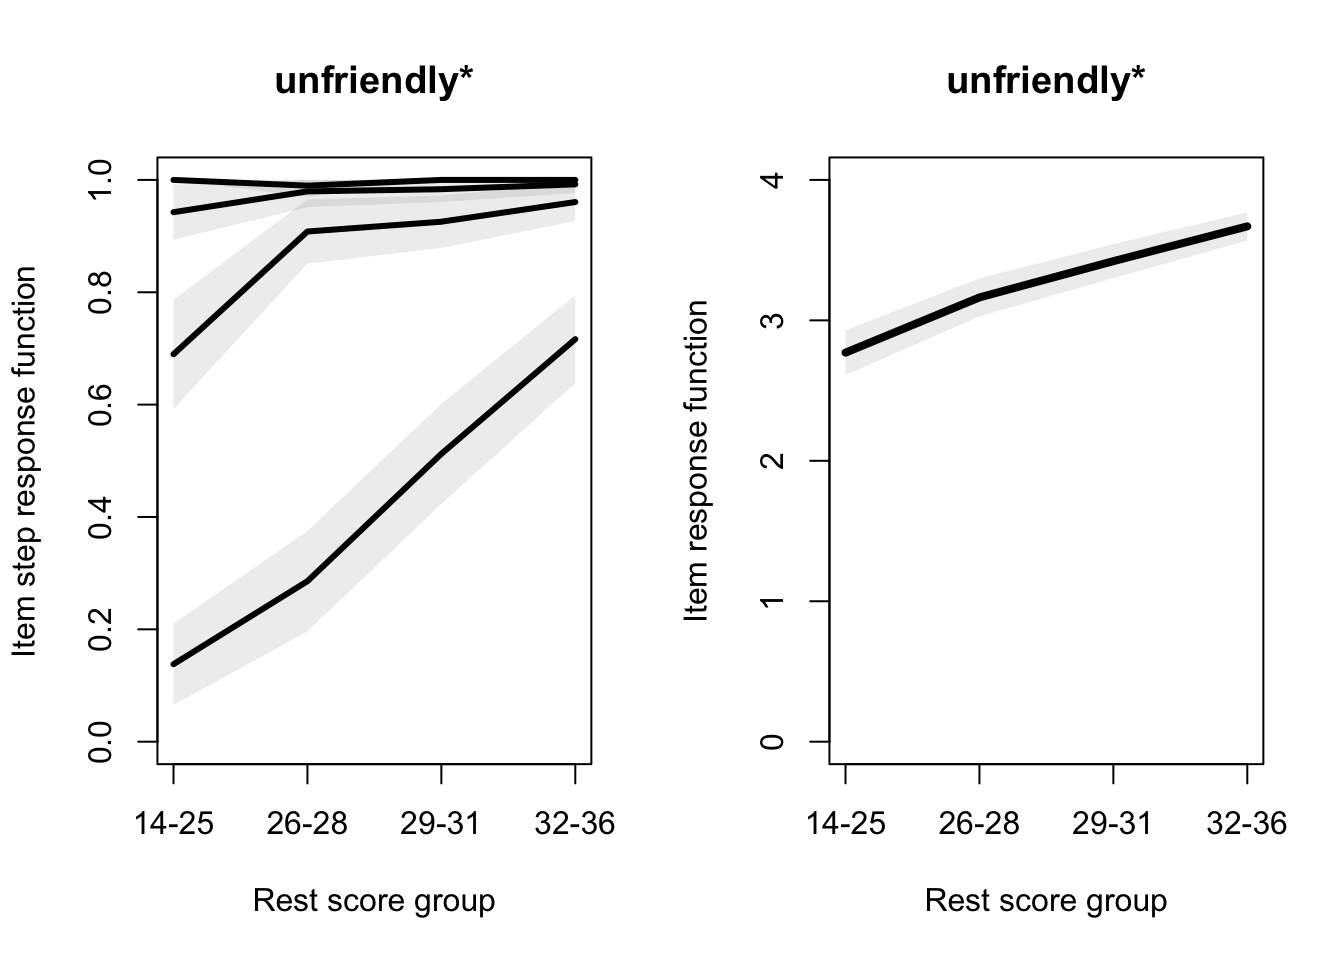 unfriendly*
Item step response function
1.0
0.8
0.6
0.4
0.2
0.0
14-25 26-28 29-31 32-36
Rest score group
unfriendly*
Item response function
4
3
2
1
0
14-25 26-28 29-31 32-36
Rest score group